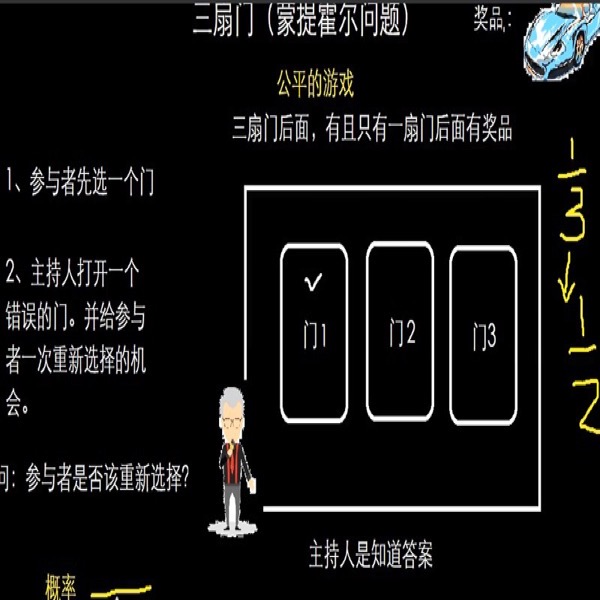 三扇门（蒙提霍尔问题）
奖品：
公平的游戏
三扇门后面，有且只有一扇门后面有奖品
1、参与者先选一个门
2、主持人打开一个
错误的门。并给参与
者一次重新选择的机
会。
问：参与者是否该重新选择?
门1
门2
门3
1/3
↓
1/2
主持人是知道答案
概率